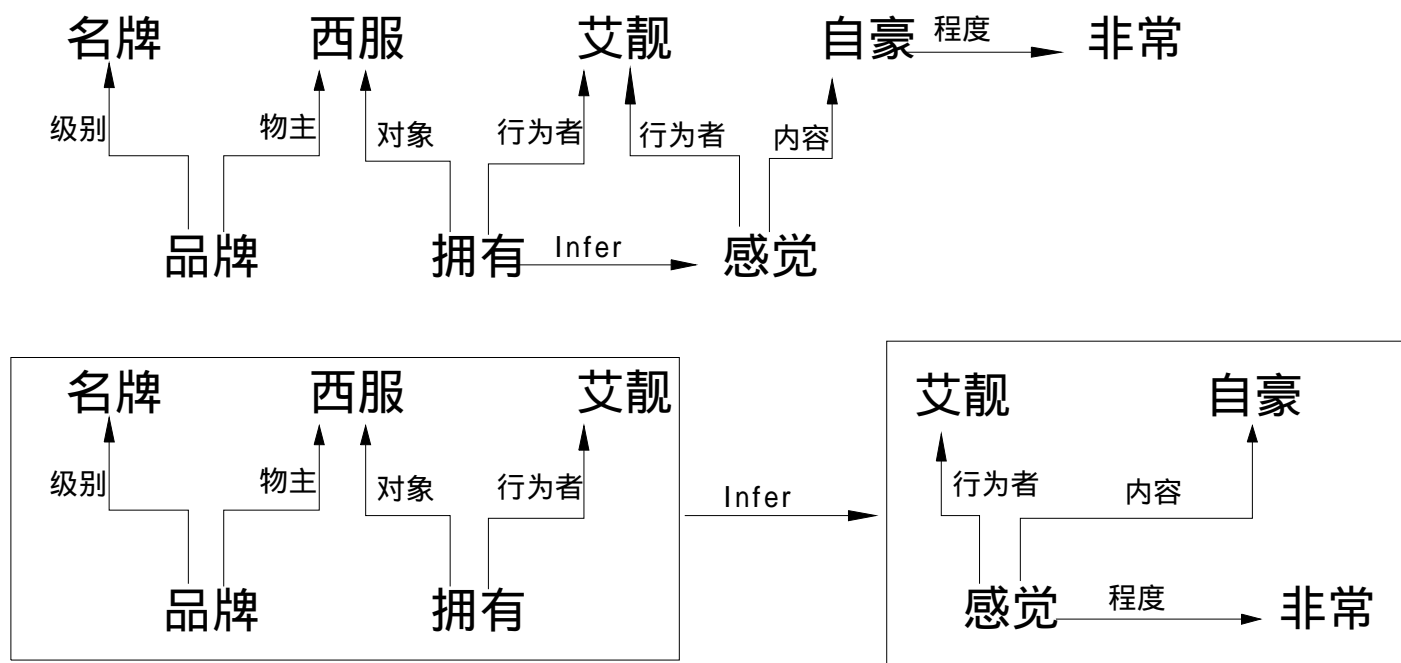 名牌 西服 艾靓 自豪 程度 非常
级别 物主 对象 行为者 行为者 内容
品牌 拥有 Infer 感觉
名牌 西服 艾靓 艾靓 自豪
级别 物主 对象 行为者 Infer 行为者 内容
品牌 拥有 感觉 程度 非常